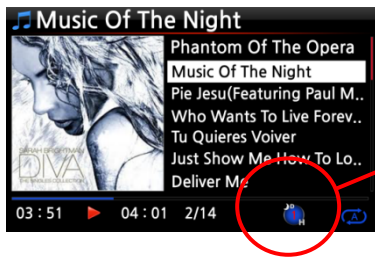 Music Of The Night
Phantom Of The Opera
Music Of The Night
Pie Jesu(Featuring Paul M..
Who Wants To Live Forev..
Tu Quieres Voiver
Just Show Me How To Lo..
Deliver Me
SARAH BRIGHTMAN
DIVA
THE SINGLES COLLECTION
03 : 51
04 : 01
2/14
H
A